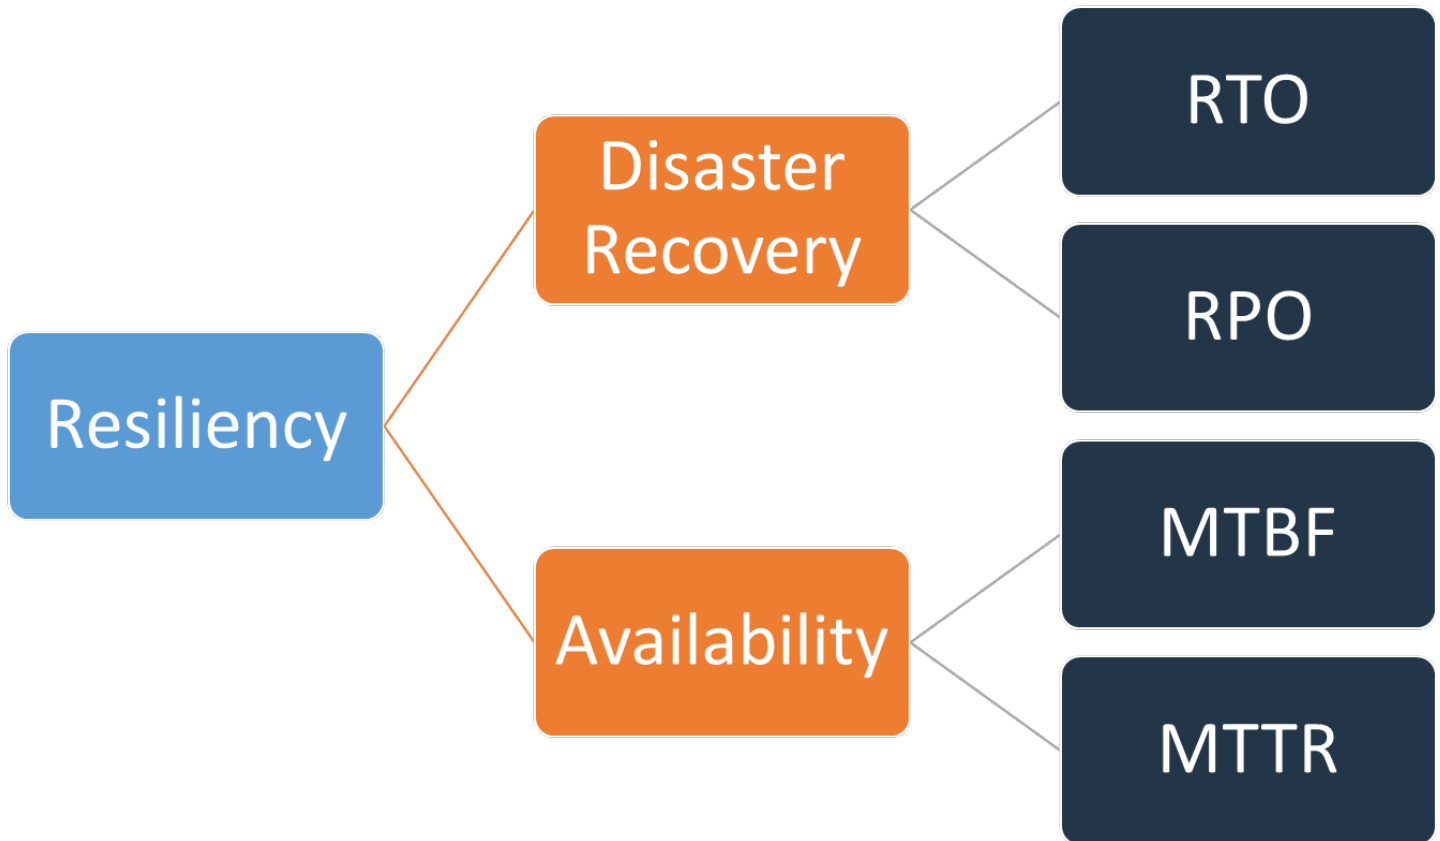 Resiliency
Disaster
Recovery
Availability
RTO
RPO
MTBF
MTTR